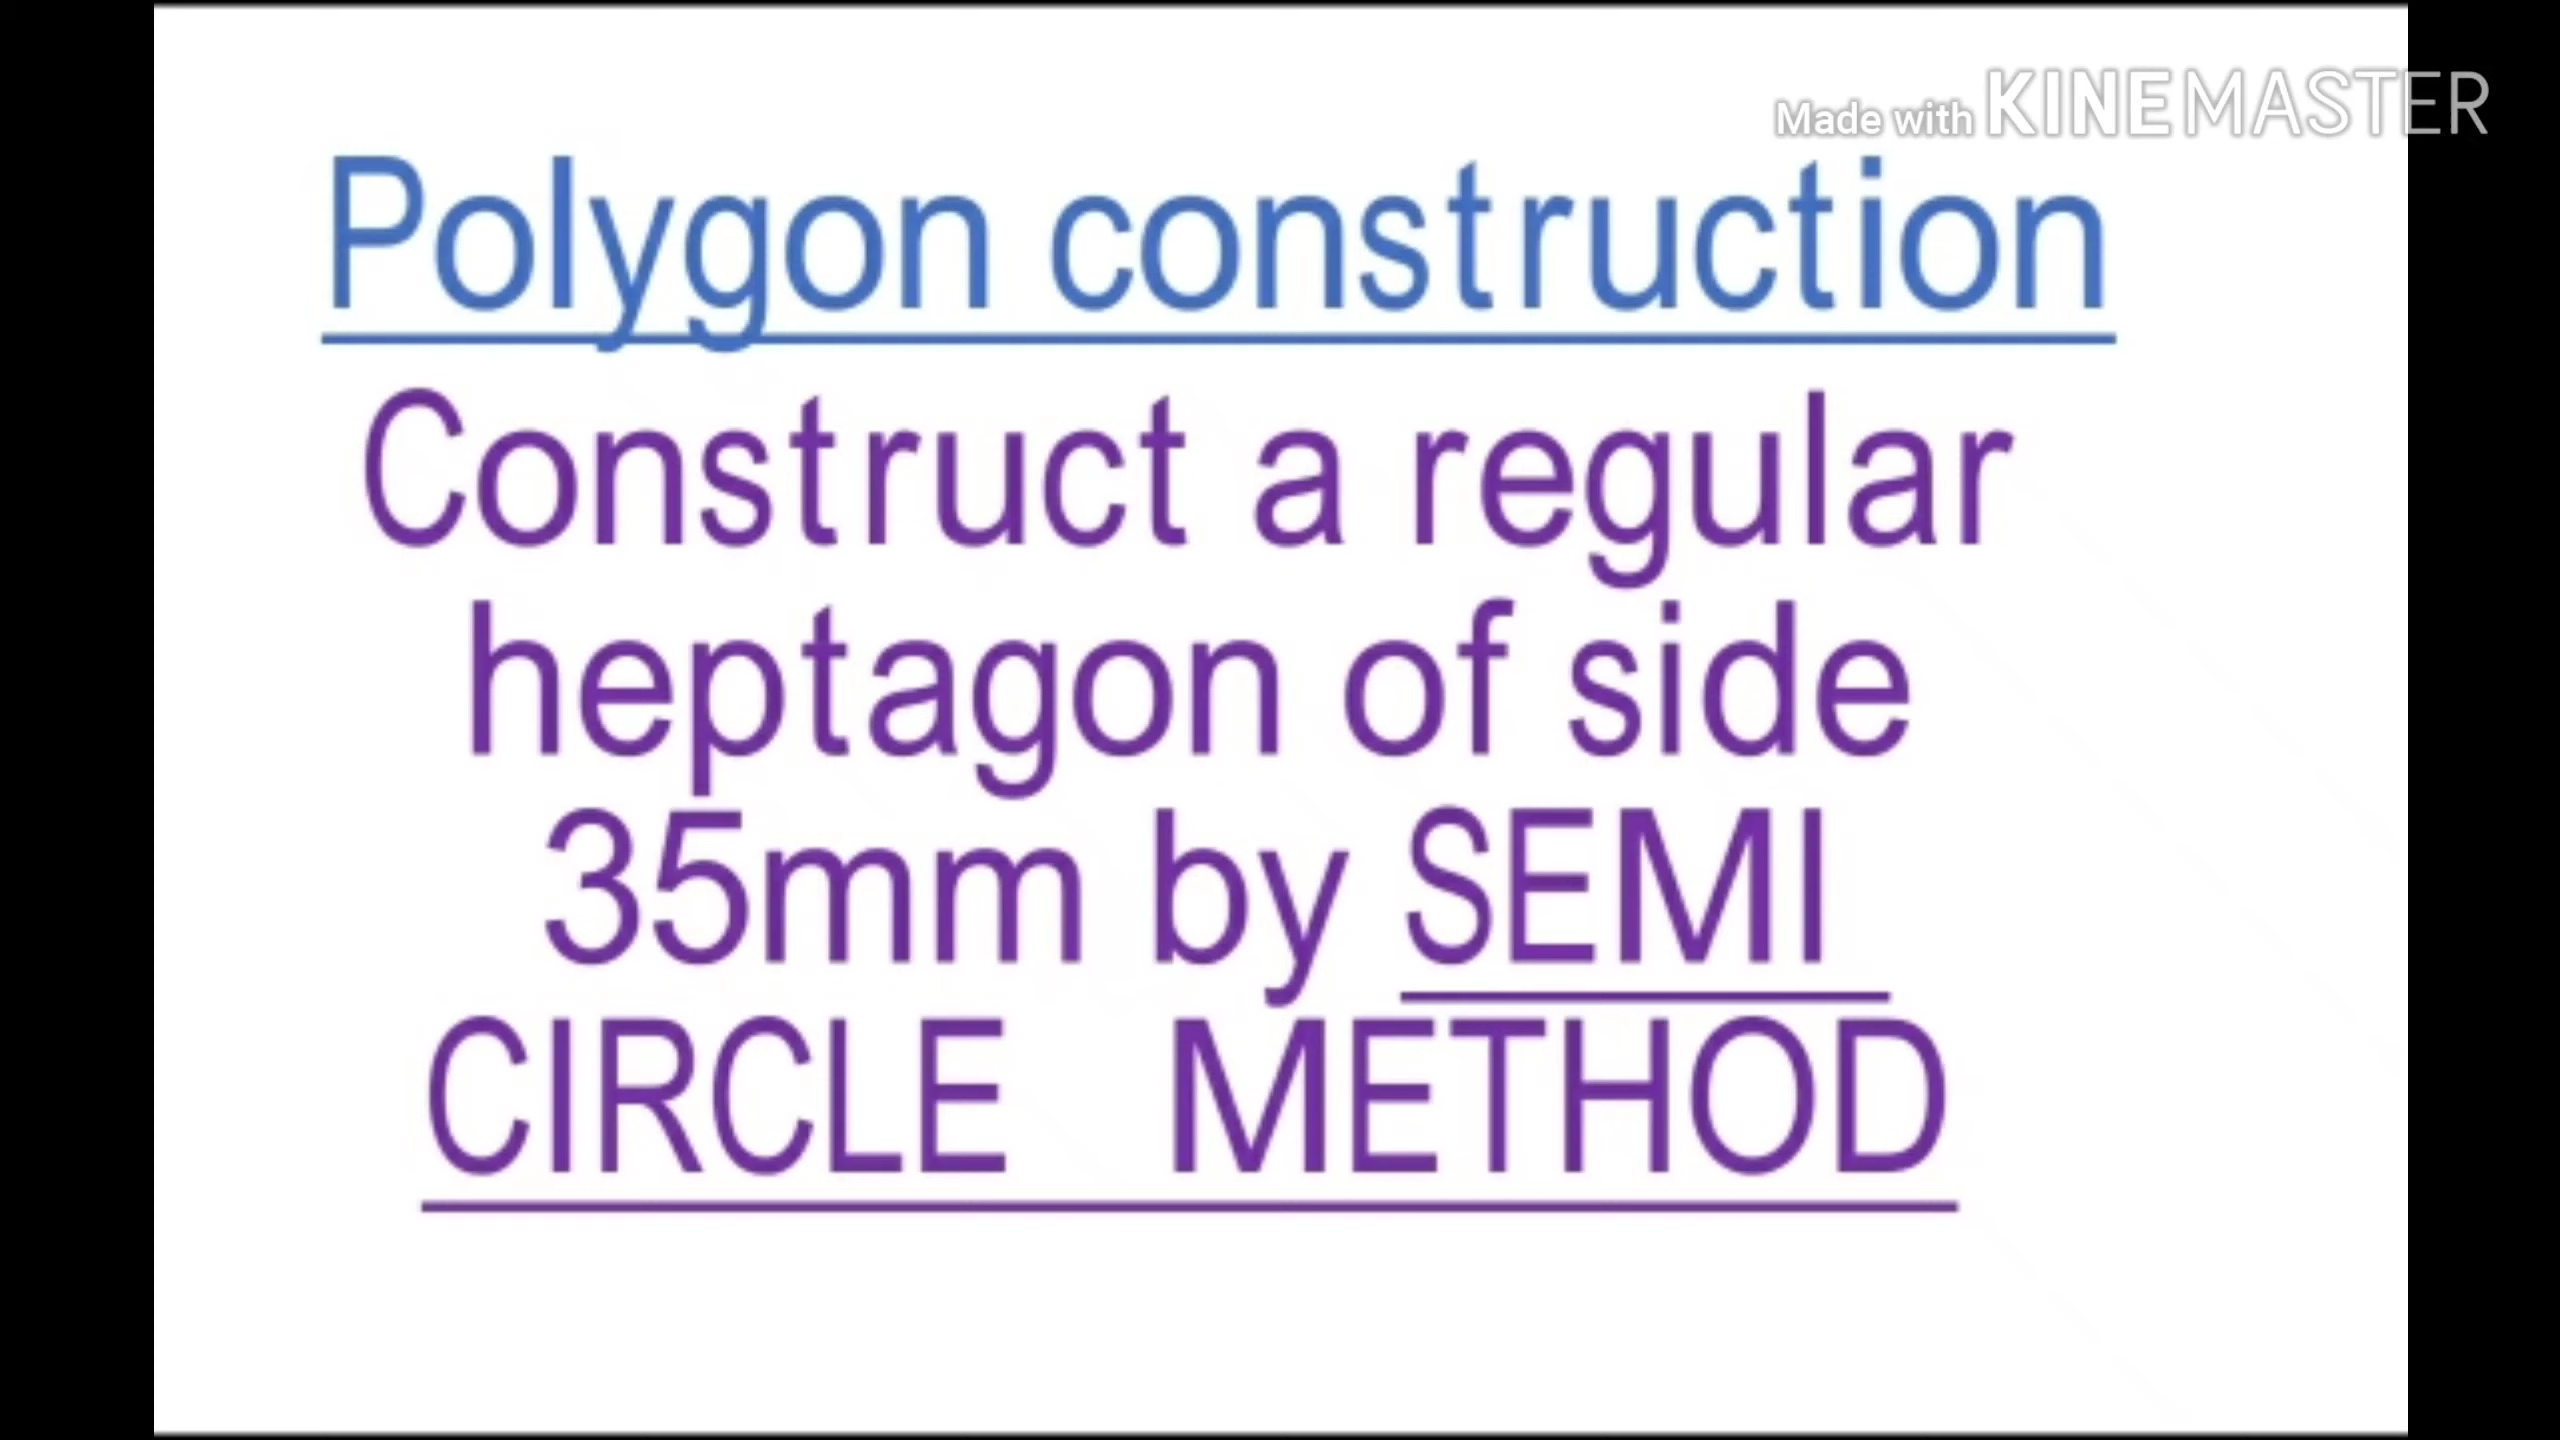 Made with KINEMASTER
Polygon construction
Construct a regular
heptagon of side
35mm by SEMI
CIRCLE METHOD